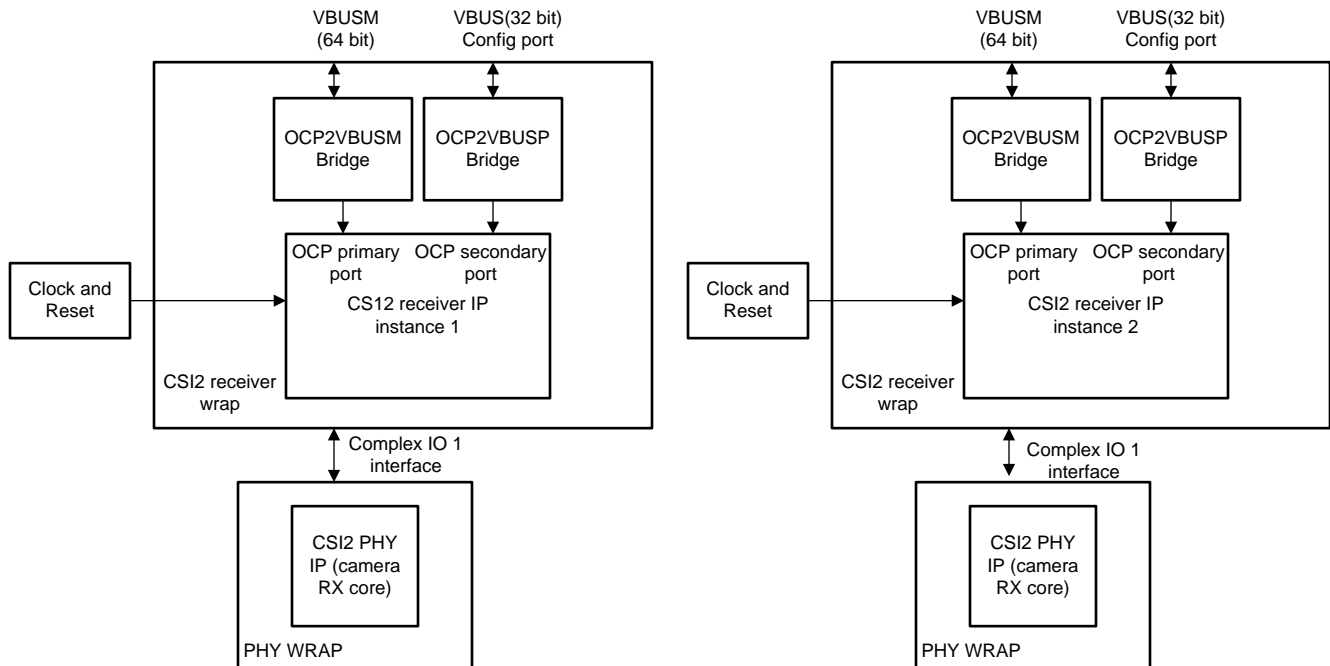 VBUSM
(64 bit)
VBUS(32 bit)
Config port
OCP2VBUSM
Bridge
OCP2VBUSP
Bridge
OCP primary
port
OCP secondary
port
Clock and
Reset
CS12 receiver IP
instance 1
CSI2 receiver
wrap
Complex IO 1
interface
CSI2 PHY
IP (camera
RX core)
PHY WRAP
VBUSM
(64 bit)
VBUS(32 bit)
Config port
OCP2VBUSM
Bridge
OCP2VBUSP
Bridge
OCP primary
port
OCP secondary
port
Clock and
Reset
CSI2 receiver IP
instance 2
CSI2 receiver
wrap
Complex IO 1
interface
CSI2 PHY
IP (camera
RX core)
PHY WRAP